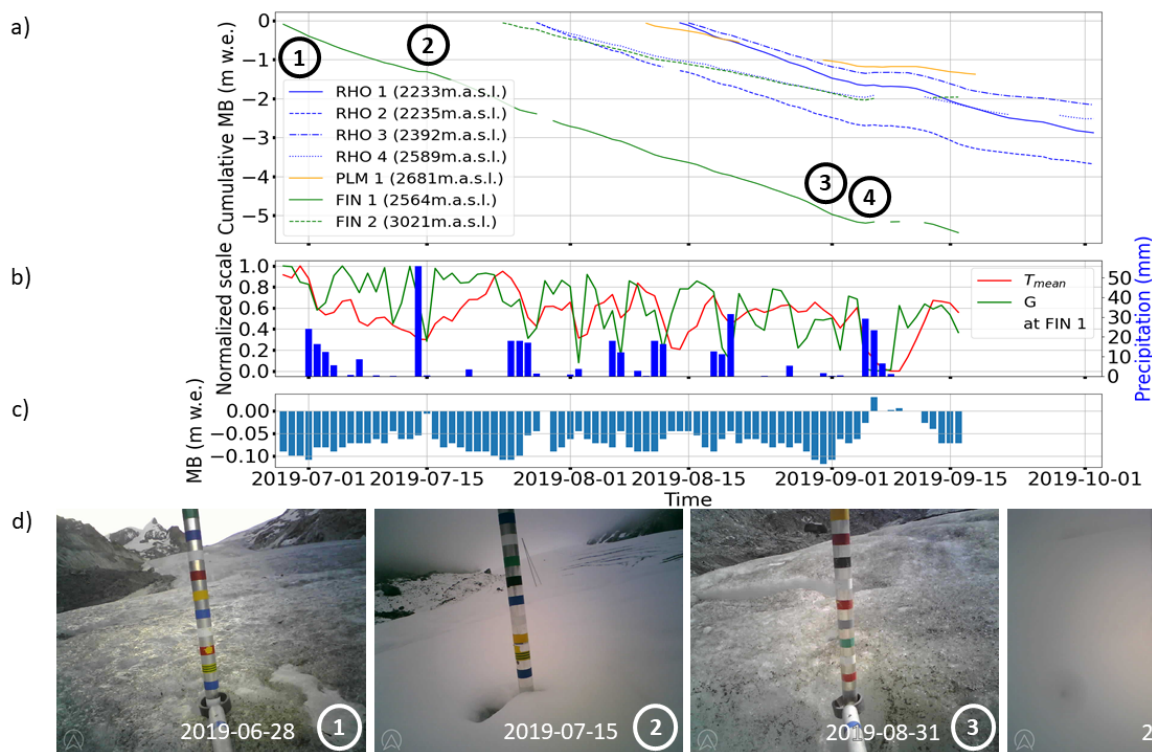 a)
Cumulative MB (m w.e.)
0
−1
−2
−3
−4
−5
1
2
3
4
RHO 1 (2233m.a.s.l.)
RHO 2 (2235m.a.s.l.)
RHO 3 (2392m.a.s.l.)
RHO 4 (2589m.a.s.l.)
PLM 1 (2681m.a.s.l.)
FIN 1 (2564m.a.s.l.)
FIN 2 (3021m.a.s.l.)
b)
Normalized scale
1.0
0.8
0.6
0.4
0.2
0.0
T_mean
G
at FIN 1
50
40
30
20
10
0
Precipitation (mm)
c)
MB (m w.e.)
0.00
−0.05
−0.10
2019-07-01 2019-07-15 2019-08-01 2019-08-15 2019-09-01 2019-09-15 2019-10-01
Time
d)
2019-06-28 1
2019-07-15 2
2019-08-31 3
2